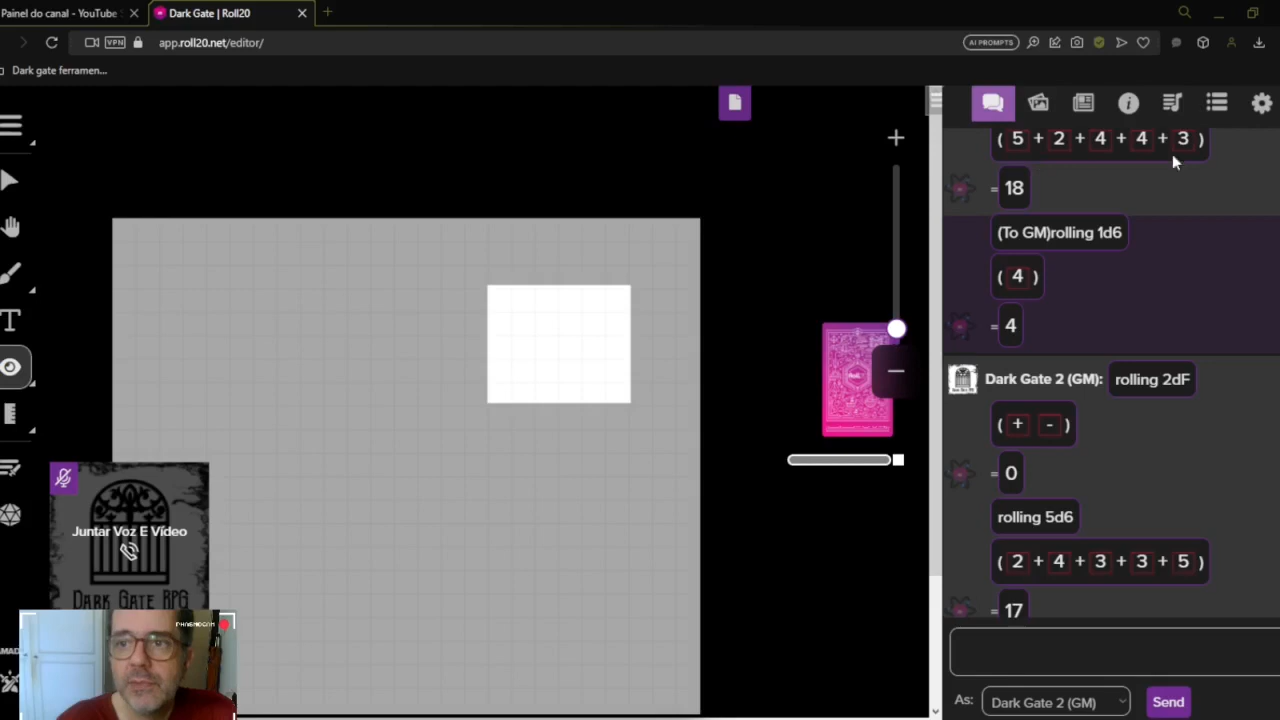 Painel do canal - YouTube
Dark Gate | Roll20
VPN
app.roll20.net/editor/
AI PROMPTS
Dark gate ferramen...
( 5 + 2 + 4 + 4 + 3 )
= 18
(To GM)rolling 1d6
( 4 )
= 4
Dark Gate 2 (GM):
rolling 2dF
( + - )
= 0
rolling 5d6
( 2 + 4 + 3 + 3 + 5 )
= 17
Juntar Voz E Vídeo
DARK GATE RPG
PHASMOCAM
As:
Dark Gate 2 (GM)
Send